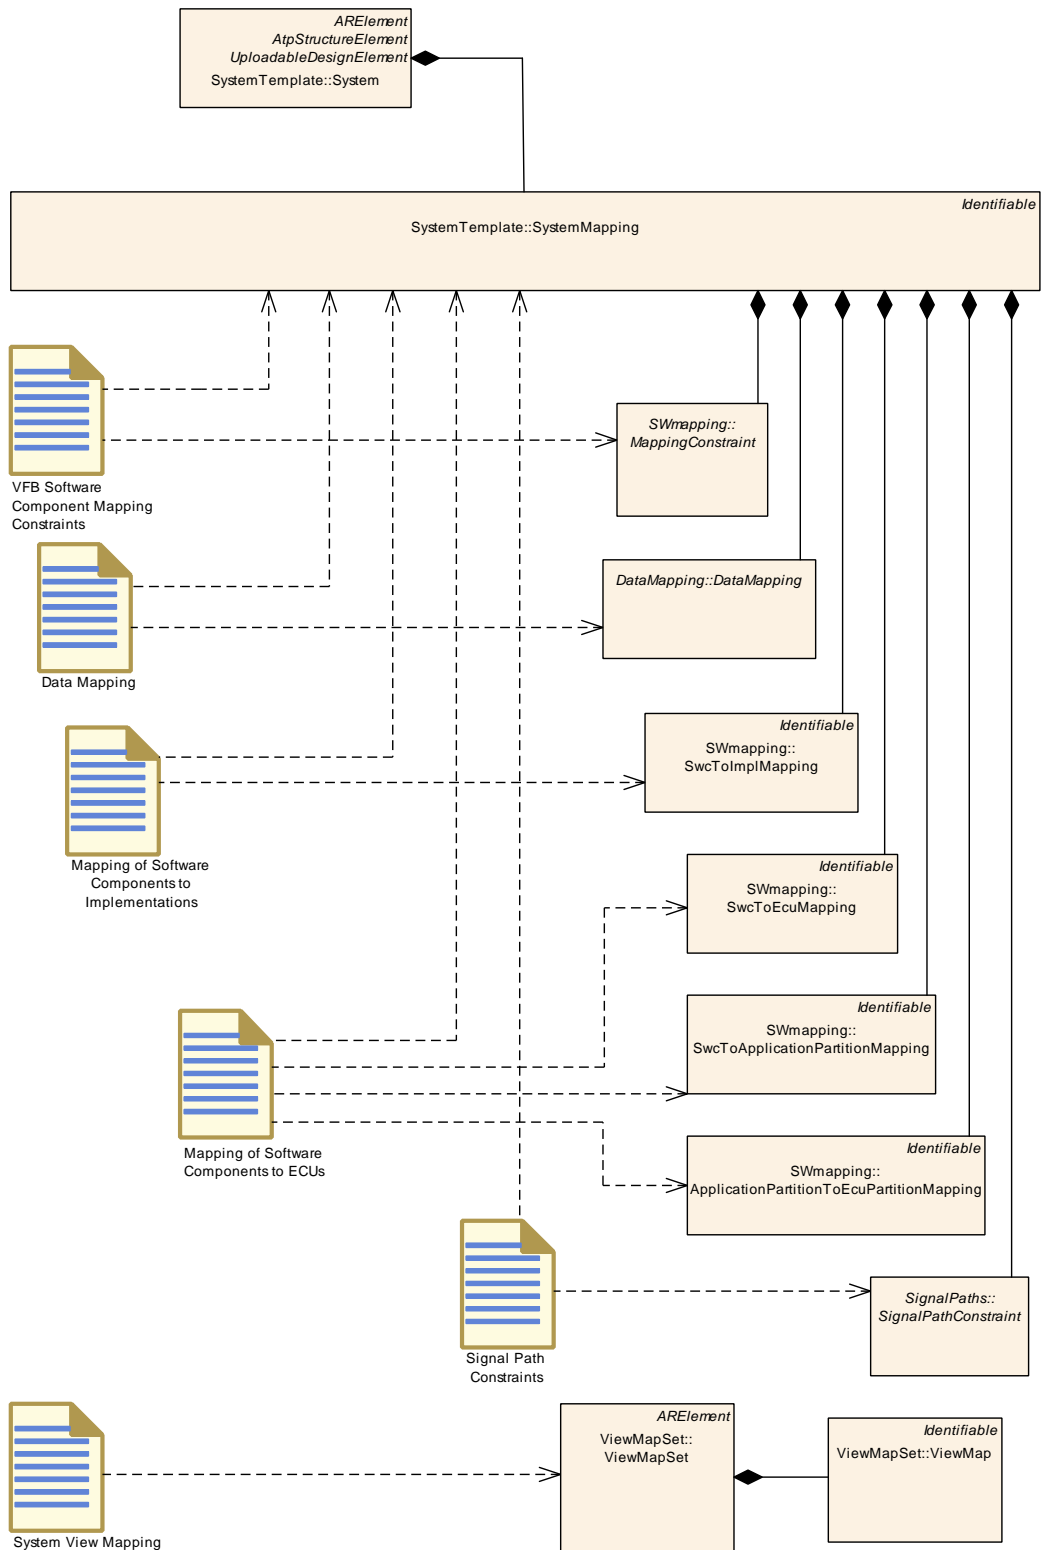 ARElement
AtpStructureElement
UploadableDesignElement
SystemTemplate::System
Identifiable
SystemTemplate::SystemMapping
VFB Software
Component Mapping
Constraints
SWmapping::
MappingConstraint
DataMapping::DataMapping
Data Mapping
Identifiable
SWmapping::
SwcToImplMapping
Mapping of Software
Components to
Implementations
Identifiable
SWmapping::
SwcToEcuMapping
Identifiable
SWmapping::
SwcToApplicationPartitionMapping
Mapping of Software
Components to ECUs
Identifiable
SWmapping::
ApplicationPartitionToEcuPartitionMapping
SignalPaths::
SignalPathConstraint
Signal Path
Constraints
ARElement
ViewMapSet::
ViewMapSet
Identifiable
ViewMapSet::ViewMap
System View Mapping